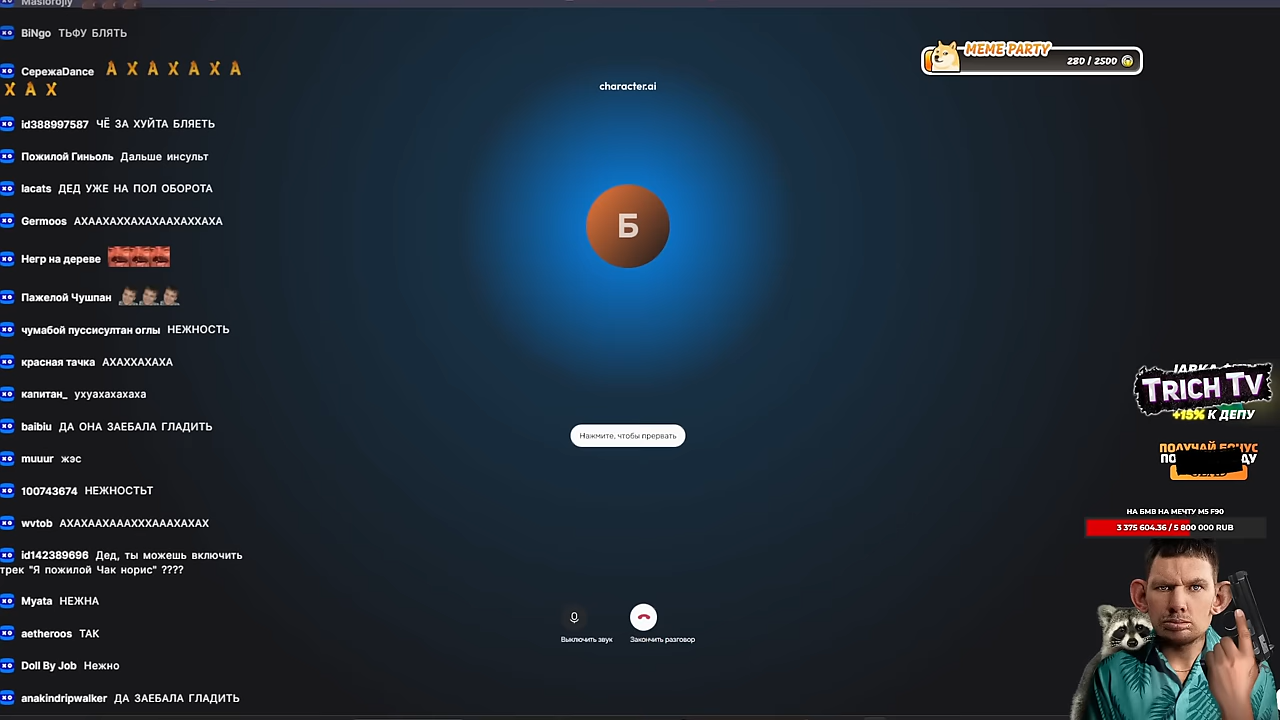 Maslorojiy
BiNgo ТЬФУ БЛЯТЬ
СережаDance А Х А Х А Х А
Х А Х
id388997587 ЧЁ ЗА ХУЙТА БЛЯЕТЬ
Пожилой Гиньоль Дальше инсульт
lacats ДЕД УЖЕ НА ПОЛ ОБОРОТА
Germoos АХААХАХХАХАХААХАХХАХА
Негр на дереве
Пажелой Чушпан
чумабой пуссисултан оглы НЕЖНОСТЬ
красная тачка АХАХХАХАХА
капитан_ ухуахахахаха
baibiu ДА ОНА ЗАЕБАЛА ГЛАДИТЬ
muuur жэс
100743674 НЕЖНОСТЬТ
wvtob АХАХААХАААХХХАААХАХАХ
id142389696 Дед, ты можешь включить
трек "Я пожилой Чак норис" ????
Myata НЕЖНА
aetheroos ТАК
Doll By Job Нежно
anakindripwalker ДА ЗАЕБАЛА ГЛАДИТЬ
character.ai
Б
Нажмите, чтобы прервать
Выключить звук
Закончить разговор
MEME PARTY
280 / 2500
TRICH TV
+15% К ДЕПУ
ПОЛУЧАЙ БОНУС
НА БМВ НА МЕЧТУ M5 F90
3 375 604.36 / 5 800 000 RUB